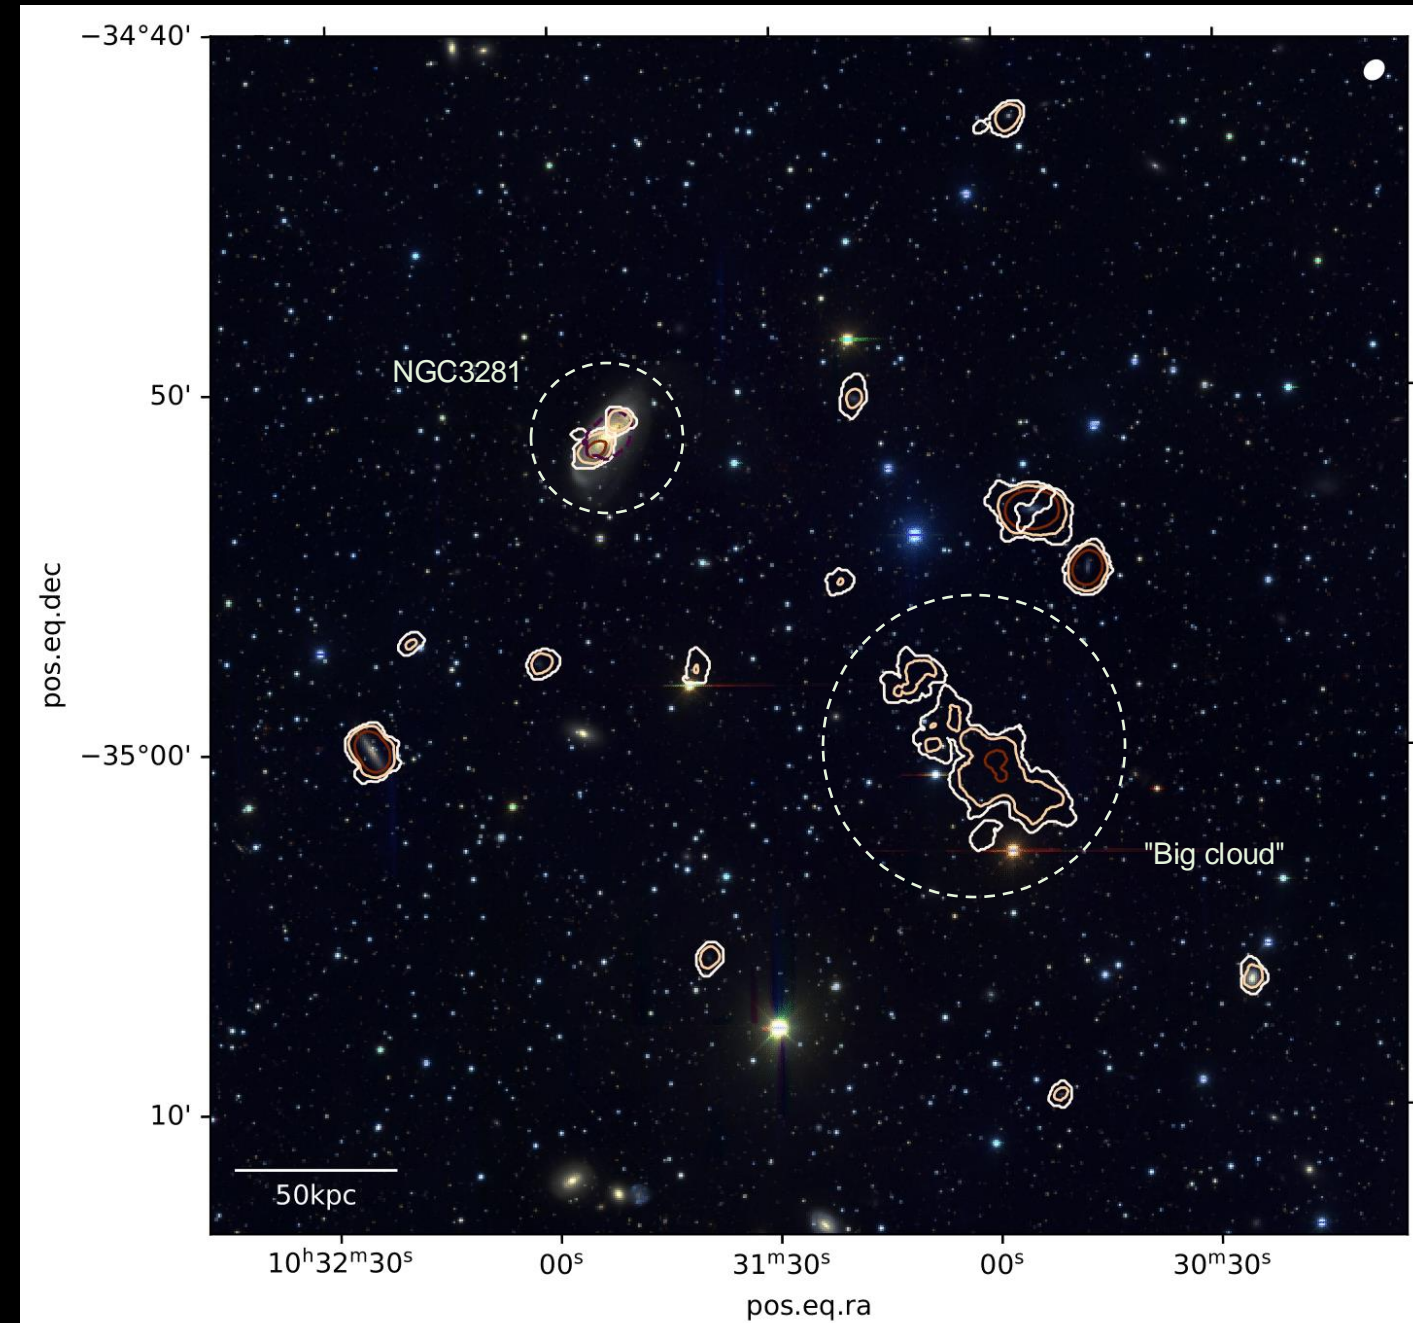 −34°40'
NGC3281
50'
pos.eq.dec
−35°00'
"Big cloud"
10'
50kpc
10ʰ32ᵐ30ˢ
00ˢ
31ᵐ30ˢ
00ˢ
30ᵐ30ˢ
pos.eq.ra